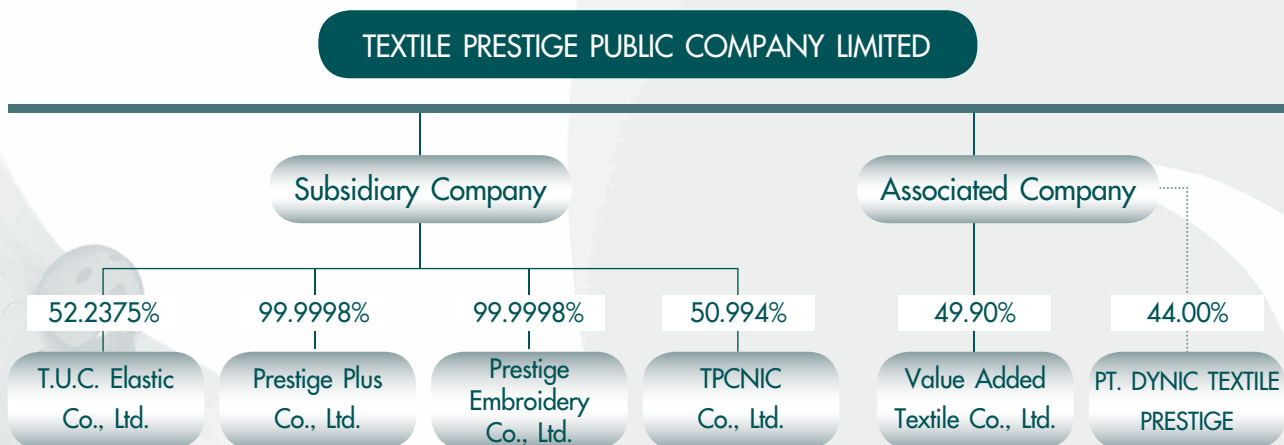 TEXTILE PRESTIGE PUBLIC COMPANY LIMITED
Subsidiary Company
Associated Company
52.2375%
99.9998%
99.9998%
50.994%
49.90%
44.00%
T.U.C. Elastic
Co., Ltd.
Prestige Plus
Co., Ltd.
Prestige
Embroidery
Co., Ltd.
TPCNIC
Co., Ltd.
Value Added
Textile Co., Ltd.
PT. DYNIC TEXTILE
PRESTIGE